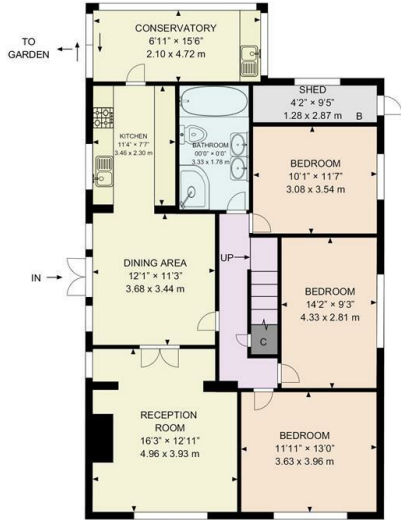 CONSERVATORY
6'11" × 15'6"
2.10 x 4.72 m
TO
GARDEN
SHED
4'2" × 9'5"
1.28 x 2.87 m
B
KITCHEN
11'4" × 7'7"
3.46 x 2.30 m
BATHROOM
00'0" × 0'0"
3.33 x 1.78 m
BEDROOM
10'1" × 11'7"
3.08 x 3.54 m
IN
DINING AREA
12'1" × 11'3"
3.68 x 3.44 m
UP
BEDROOM
14'2" × 9'3"
4.33 x 2.81 m
C
RECEPTION
ROOM
16'3" × 12'11"
4.96 x 3.93 m
BEDROOM
11'11" × 13'0"
3.63 x 3.96 m